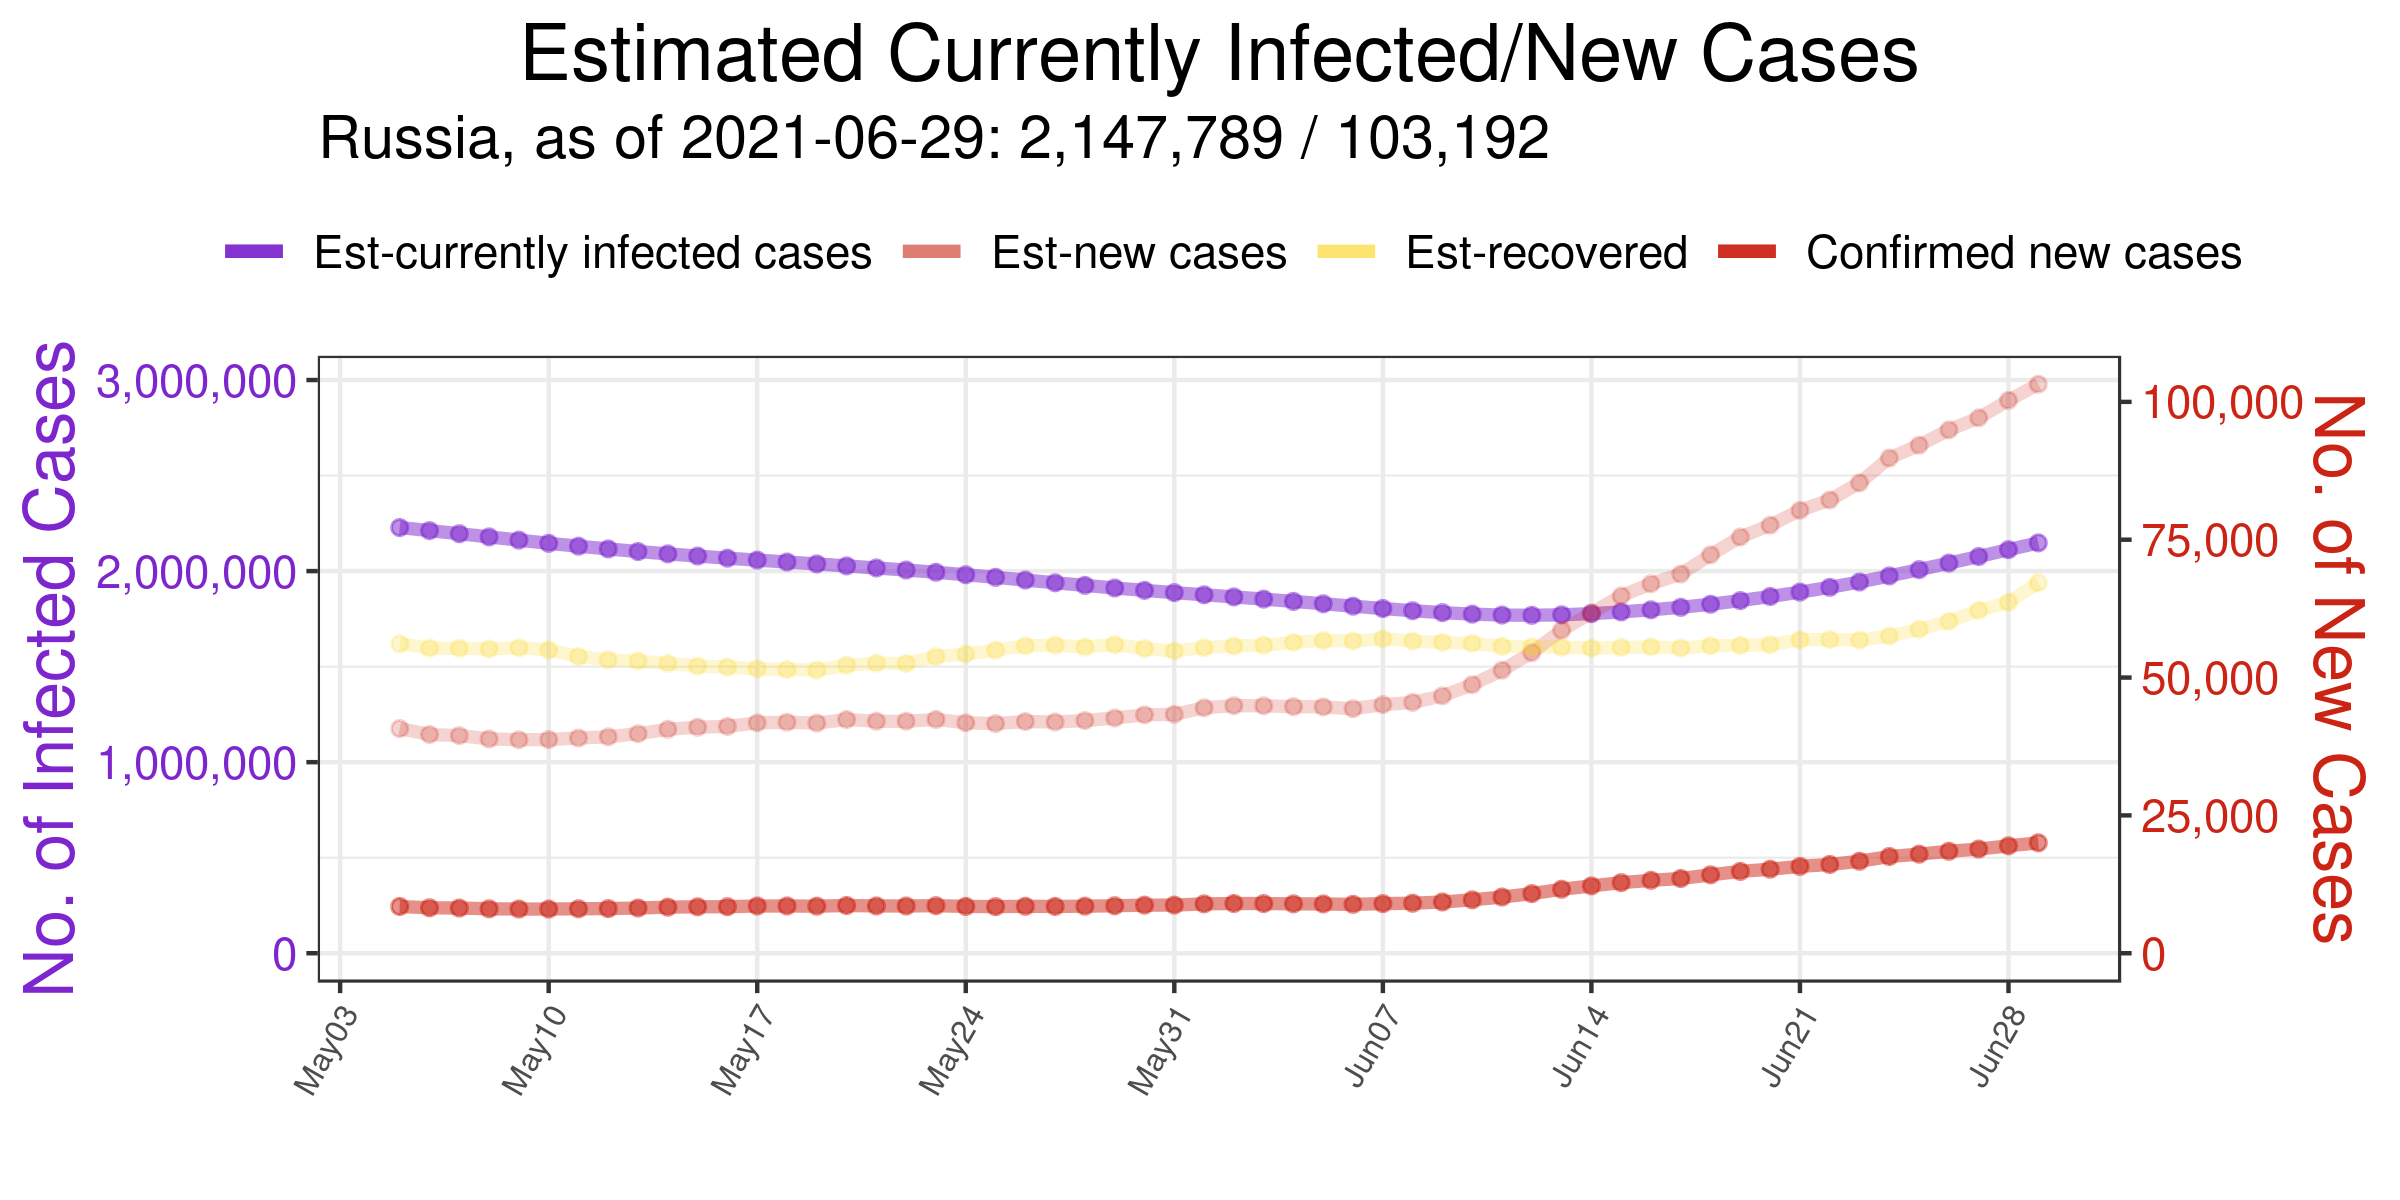 Estimated Currently Infected/New Cases
Russia, as of 2021-06-29: 2,147,789 / 103,192
Est-currently infected cases Est-new cases Est-recovered Confirmed new cases
No. of Infected Cases
3,000,000
2,000,000
1,000,000
0
100,000
75,000
50,000
25,000
0
No. of New Cases
May03 May10 May17 May24 May31 Jun07 Jun14 Jun21 Jun28